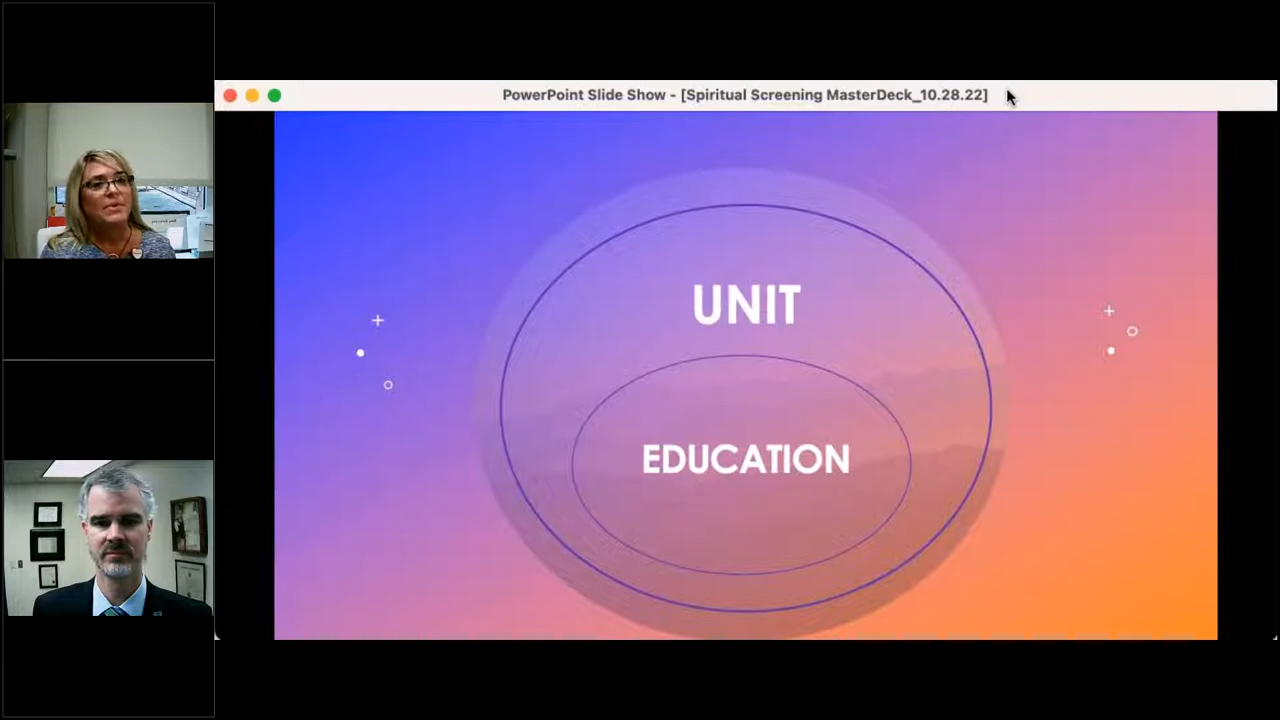 PowerPoint Slide Show - [Spiritual Screening MasterDeck_10.28.22]
UNIT
EDUCATION